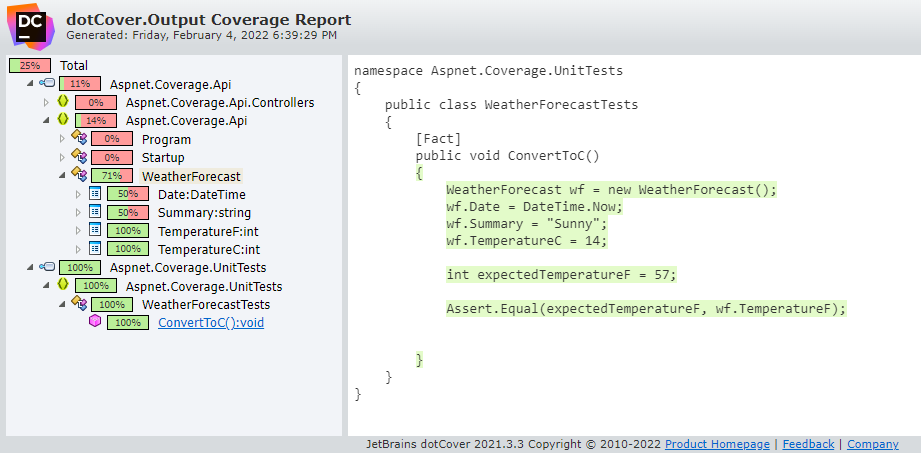 DC
dotCover.Output Coverage Report
Generated: Friday, February 4, 2022 6:39:29 PM
25% Total
11% Aspnet.Coverage.Api
0% Aspnet.Coverage.Api.Controllers
14% Aspnet.Coverage.Api
0% Program
0% Startup
71% WeatherForecast
50% Date:DateTime
50% Summary:string
100% TemperatureF:int
100% TemperatureC:int
100% Aspnet.Coverage.UnitTests
100% Aspnet.Coverage.UnitTests
100% WeatherForecastTests
100% ConvertToC():void
namespace Aspnet.Coverage.UnitTests
{
public class WeatherForecastTests
{
[Fact]
public void ConvertToC()
{
WeatherForecast wf = new WeatherForecast();
wf.Date = DateTime.Now;
wf.Summary = "Sunny";
wf.TemperatureC = 14;
int expectedTemperatureF = 57;
Assert.Equal(expectedTemperatureF, wf.TemperatureF);
}
}
}
JetBrains dotCover 2021.3.3 Copyright © 2010-2022 Product Homepage | Feedback | Company